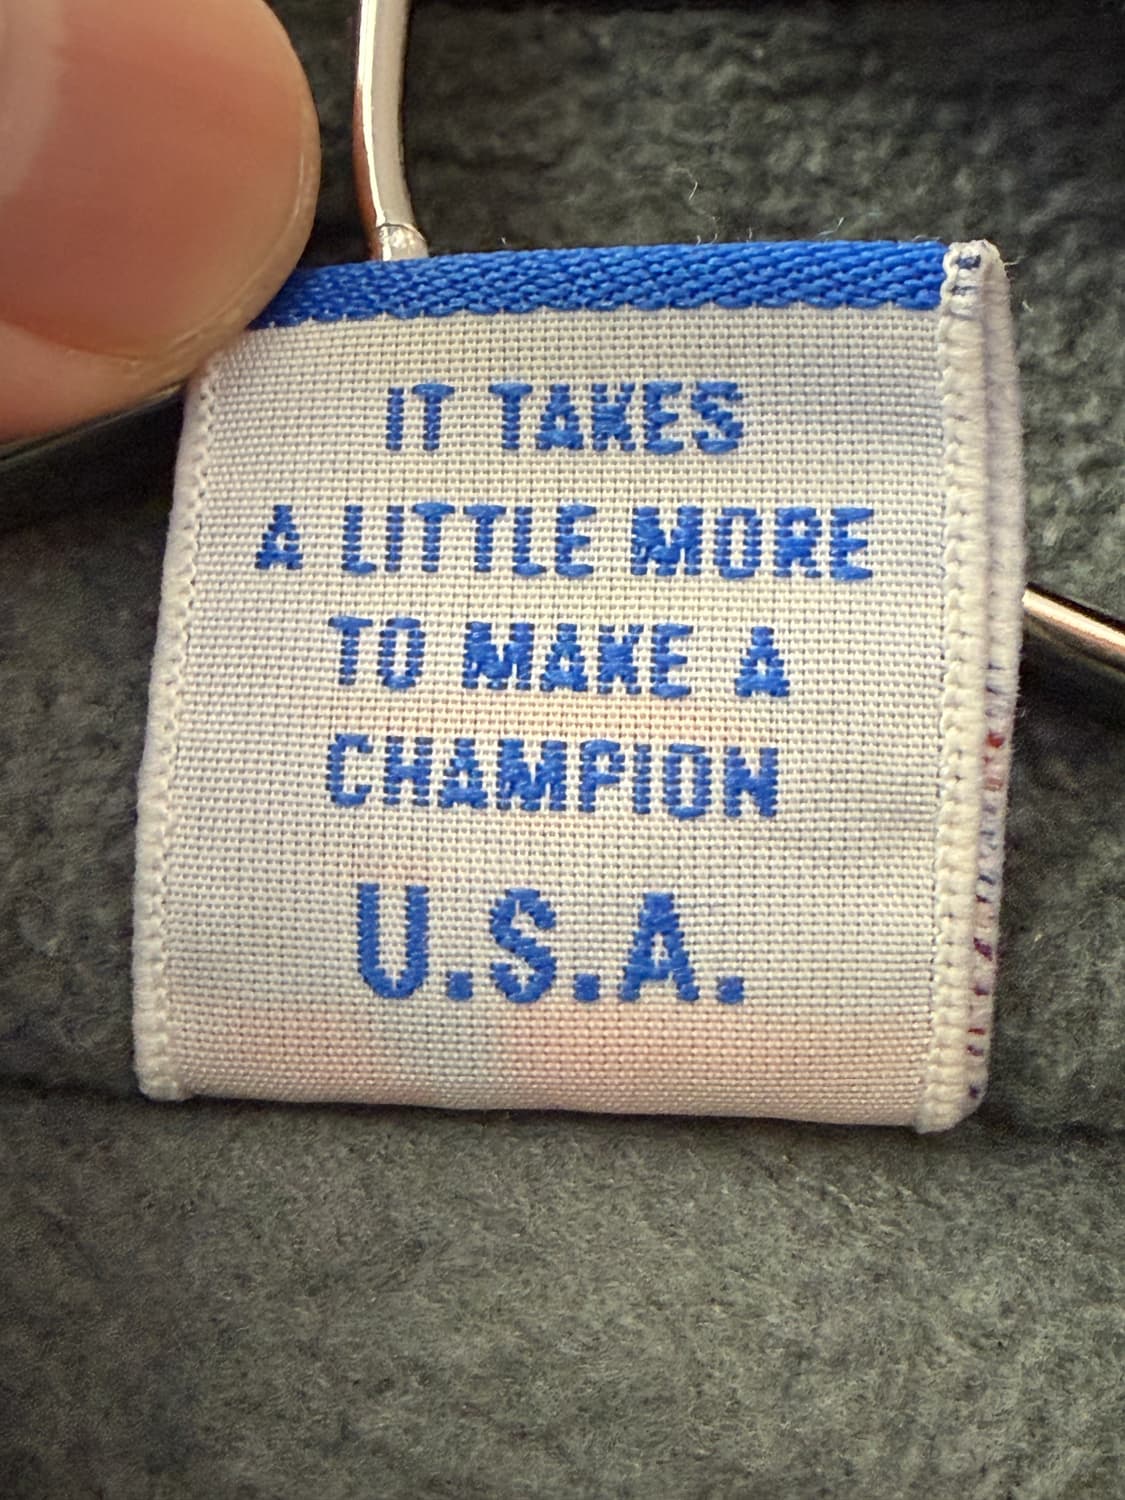 IT TAKES
A LITTLE MORE
TO MAKE A
CHAMPION
U.S.A.